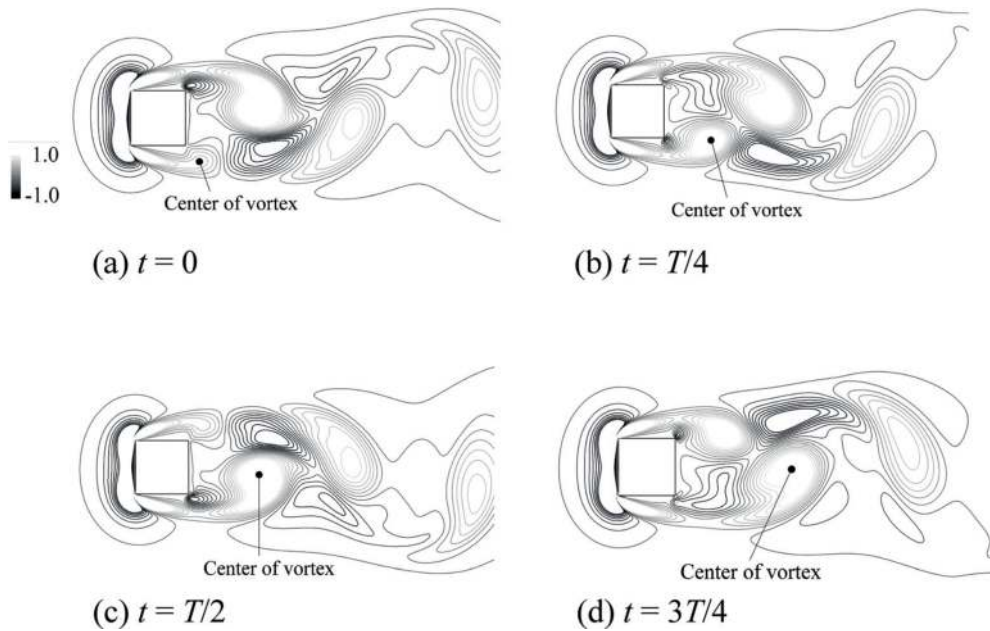 1.0
-1.0
Center of vortex
(a) t = 0
Center of vortex
(b) t = T/4
Center of vortex
(c) t = T/2
Center of vortex
(d) t = 3T/4